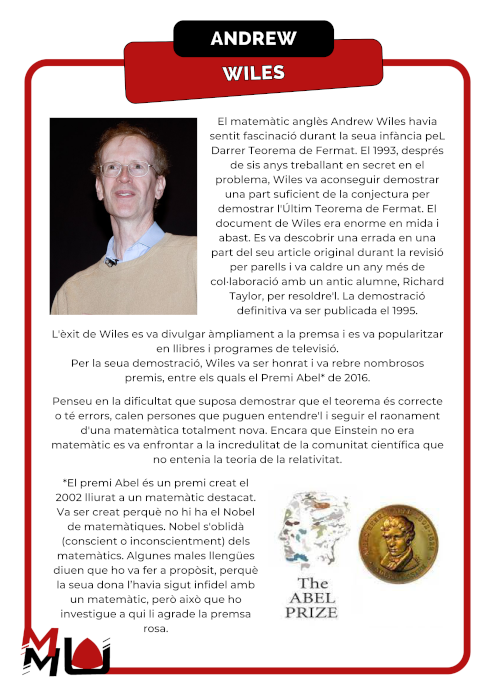 ANDREW
WILES
El matemàtic anglès Andrew Wiles havia
sentit fascinació durant la seua infància peL
Darrer Teorema de Fermat. El 1993, després
de sis anys treballant en secret en el
problema, Wiles va aconseguir demostrar
una part suficient de la conjectura per
demostrar l'Últim Teorema de Fermat. El
document de Wiles era enorme en mida i
abast. Es va descobrir una errada en una
part del seu article original durant la revisió
per parells i va caldre un any més de
col·laboració amb un antic alumne, Richard
Taylor, per resoldre'l. La demostració
definitiva va ser publicada el 1995.
L'èxit de Wiles es va divulgar àmpliament a la premsa i es va popularitzar
en llibres i programes de televisió.
Per la seua demostració, Wiles va ser honrat i va rebre nombrosos
premis, entre els quals el Premi Abel* de 2016.
Penseu en la dificultat que suposa demostrar que el teorema és correcte
o té errors, calen persones que puguen entendre'l i seguir el raonament
d'una matemàtica totalment nova. Encara que Einstein no era
matemàtic es va enfrontar a la incredulitat de la comunitat científica que
no entenia la teoria de la relativitat.
*El premi Abel és un premi creat el
2002 lliurat a un matemàtic destacat.
Va ser creat perquè no hi ha el Nobel
de matemàtiques. Nobel s'oblidà
(conscient o inconscientment) dels
matemàtics. Algunes males llengües
diuen que ho va fer a propòsit, perquè
la seua dona l'havia sigut infidel amb
un matemàtic, però això que ho
investigue a qui li agrade la premsa
rosa.
The
ABEL
PRIZE
MMU